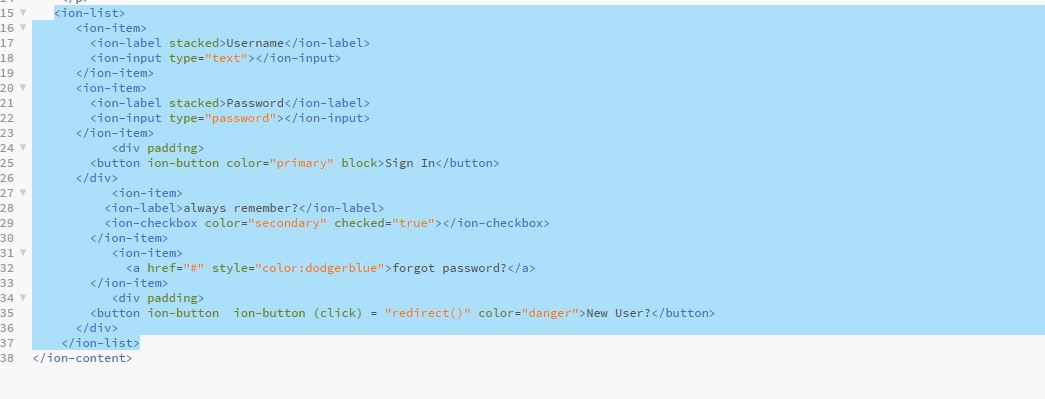 14 </p>
15 <ion-list>
16 <ion-item>
17 <ion-label stacked>Username</ion-label>
18 <ion-input type="text"></ion-input>
19 </ion-item>
20 <ion-item>
21 <ion-label stacked>Password</ion-label>
22 <ion-input type="password"></ion-input>
23 </ion-item>
24 <div padding>
25 <button ion-button color="primary" block>Sign In</button>
26 </div>
27 <ion-item>
28 <ion-label>always remember?</ion-label>
29 <ion-checkbox color="secondary" checked="true"></ion-checkbox>
30 </ion-item>
31 <ion-item>
32 <a href="#" style="color:dodgerblue">forgot password?</a>
33 </ion-item>
34 <div padding>
35 <button ion-button  ion-button (click) = "redirect()" color="danger">New User?</button>
36 </div>
37 </ion-list>
38 </ion-content>